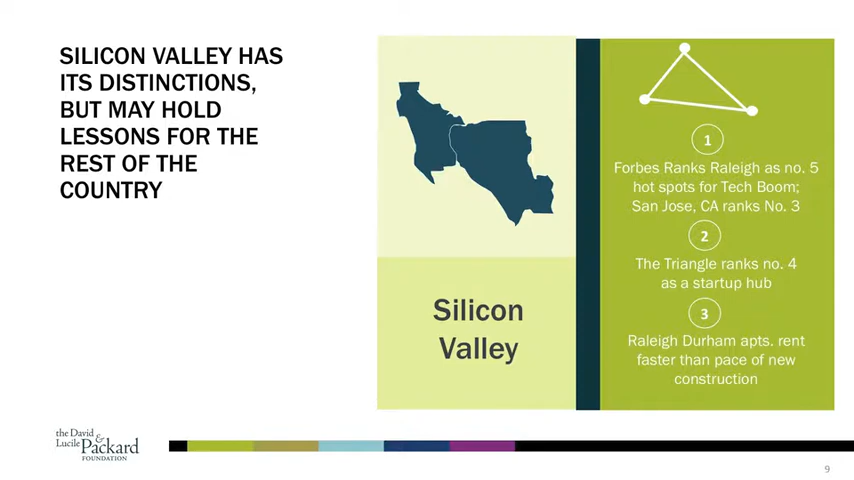 SILICON VALLEY HAS
ITS DISTINCTIONS,
BUT MAY HOLD
LESSONS FOR THE
REST OF THE
COUNTRY
Silicon
Valley
1
Forbes Ranks Raleigh as no. 5
hot spots for Tech Boom;
San Jose, CA ranks No. 3
2
The Triangle ranks no. 4
as a startup hub
3
Raleigh Durham apts. rent
faster than pace of new
construction
the David &
Lucile Packard
FOUNDATION
9